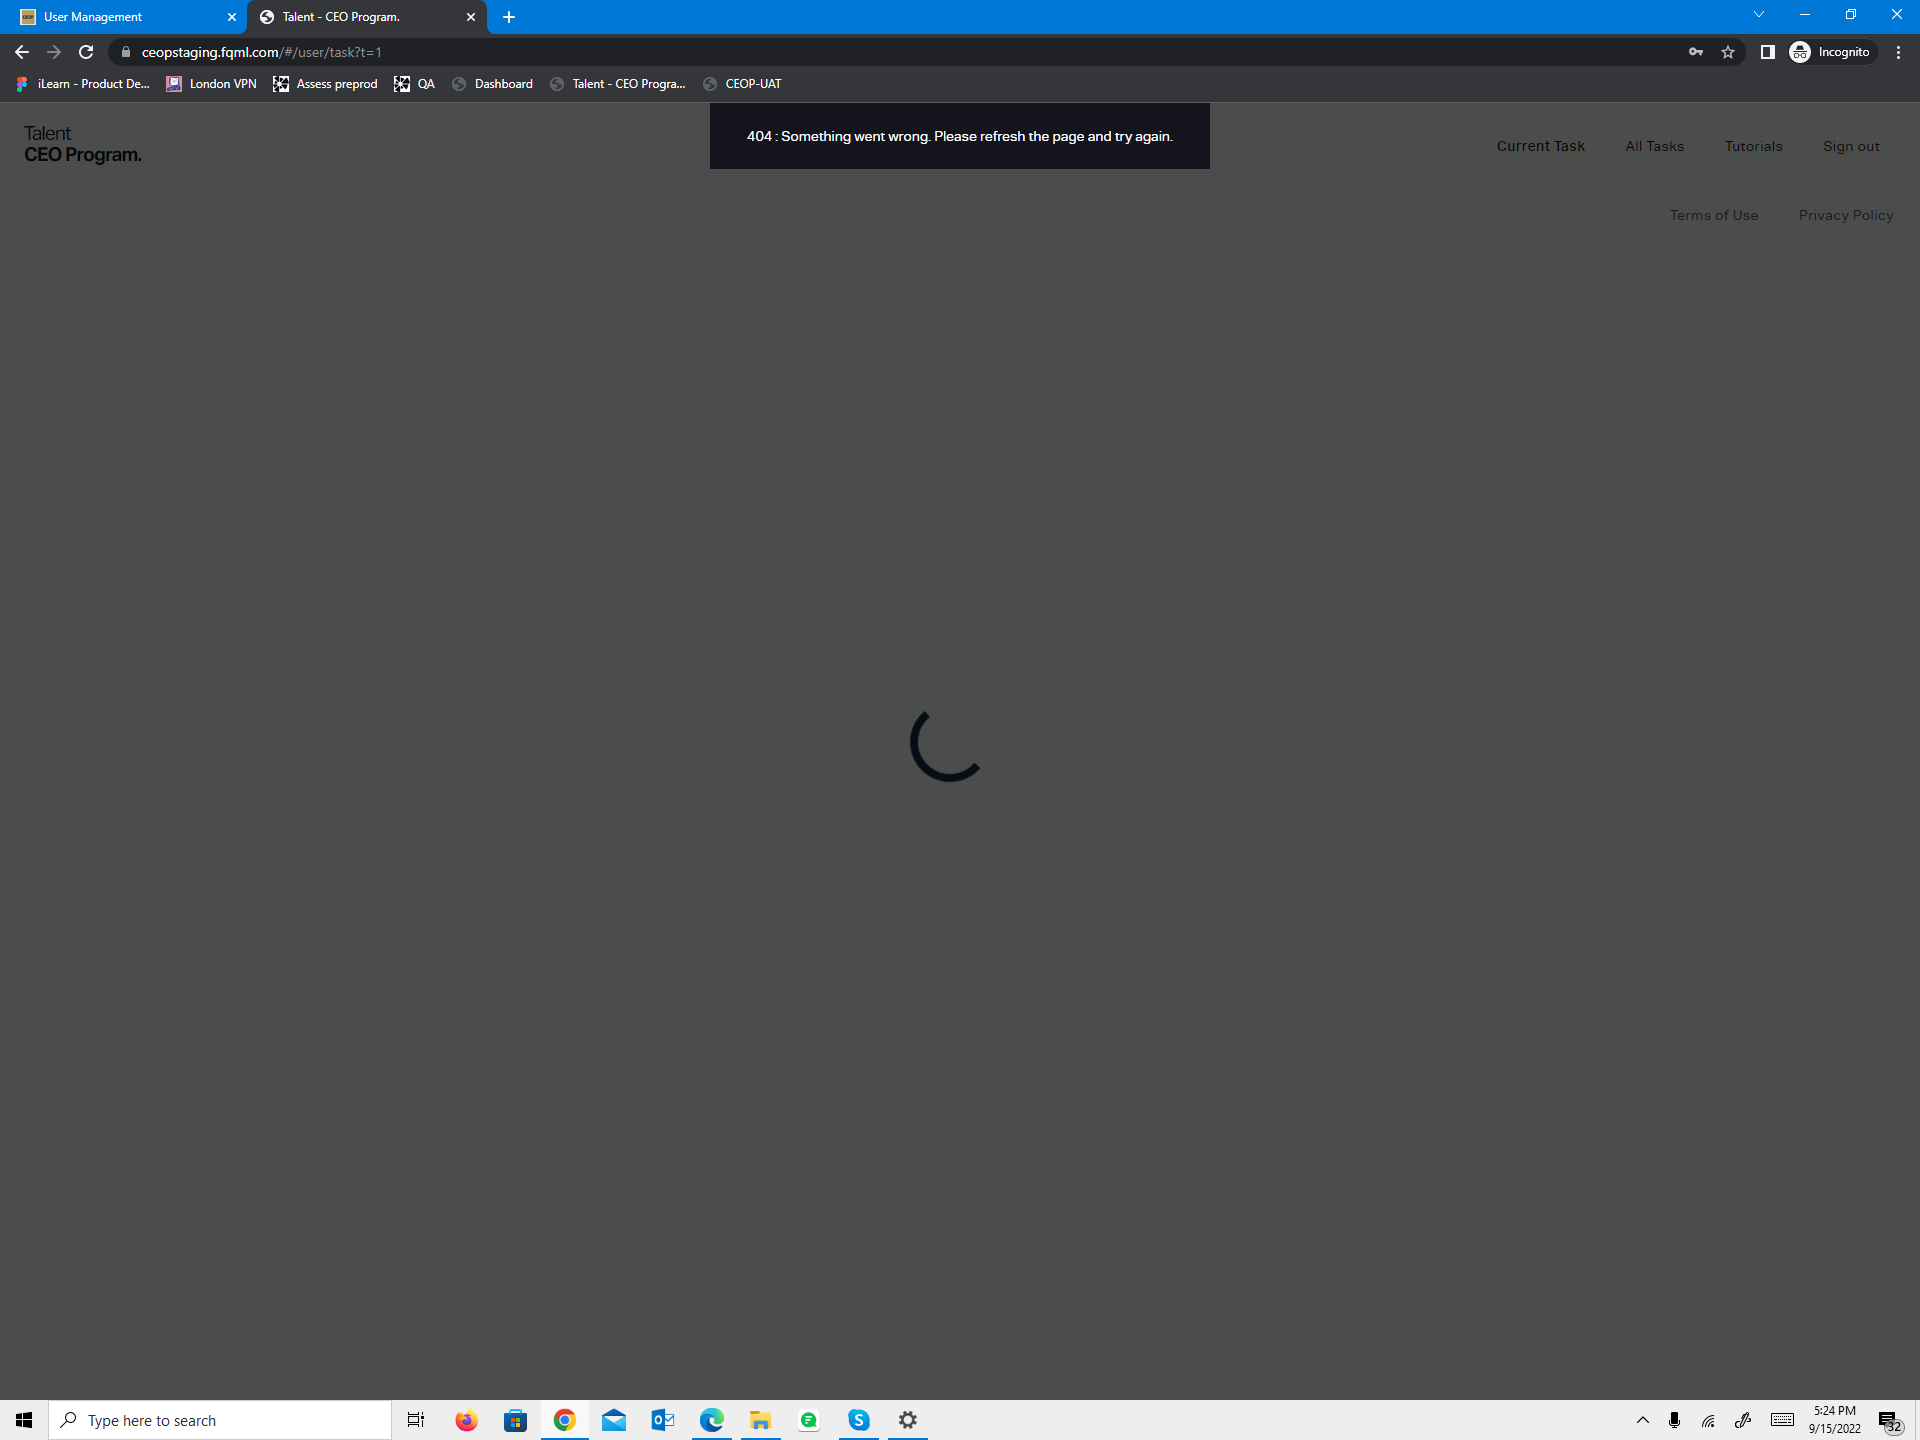 User Management
Talent - CEO Program.
ceopstaging.fqml.com/#/user/task?t=1
Incognito
iLearn - Product De...
London VPN
Assess preprod
QA
Dashboard
Talent - CEO Progra...
CEOP-UAT
Talent
CEO Program.
404 : Something went wrong. Please refresh the page and try again.
Current Task
All Tasks
Tutorials
Sign out
Terms of Use
Privacy Policy
Type here to search
5:24 PM
9/15/2022
32